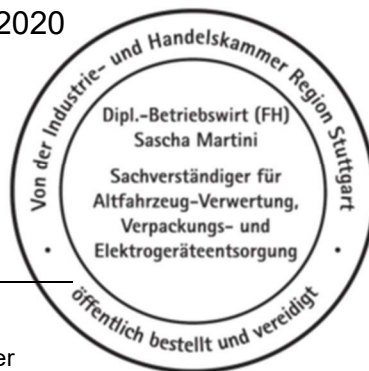 2020
Von der Industrie- und Handelskammer Region Stuttgart
Dipl.-Betriebswirt (FH)
Sascha Martini
Sachverständiger für
Altfahrzeug-Verwertung,
Verpackungs- und
Elektrogeräteentsorgung
öffentlich bestellt und vereidigt
er